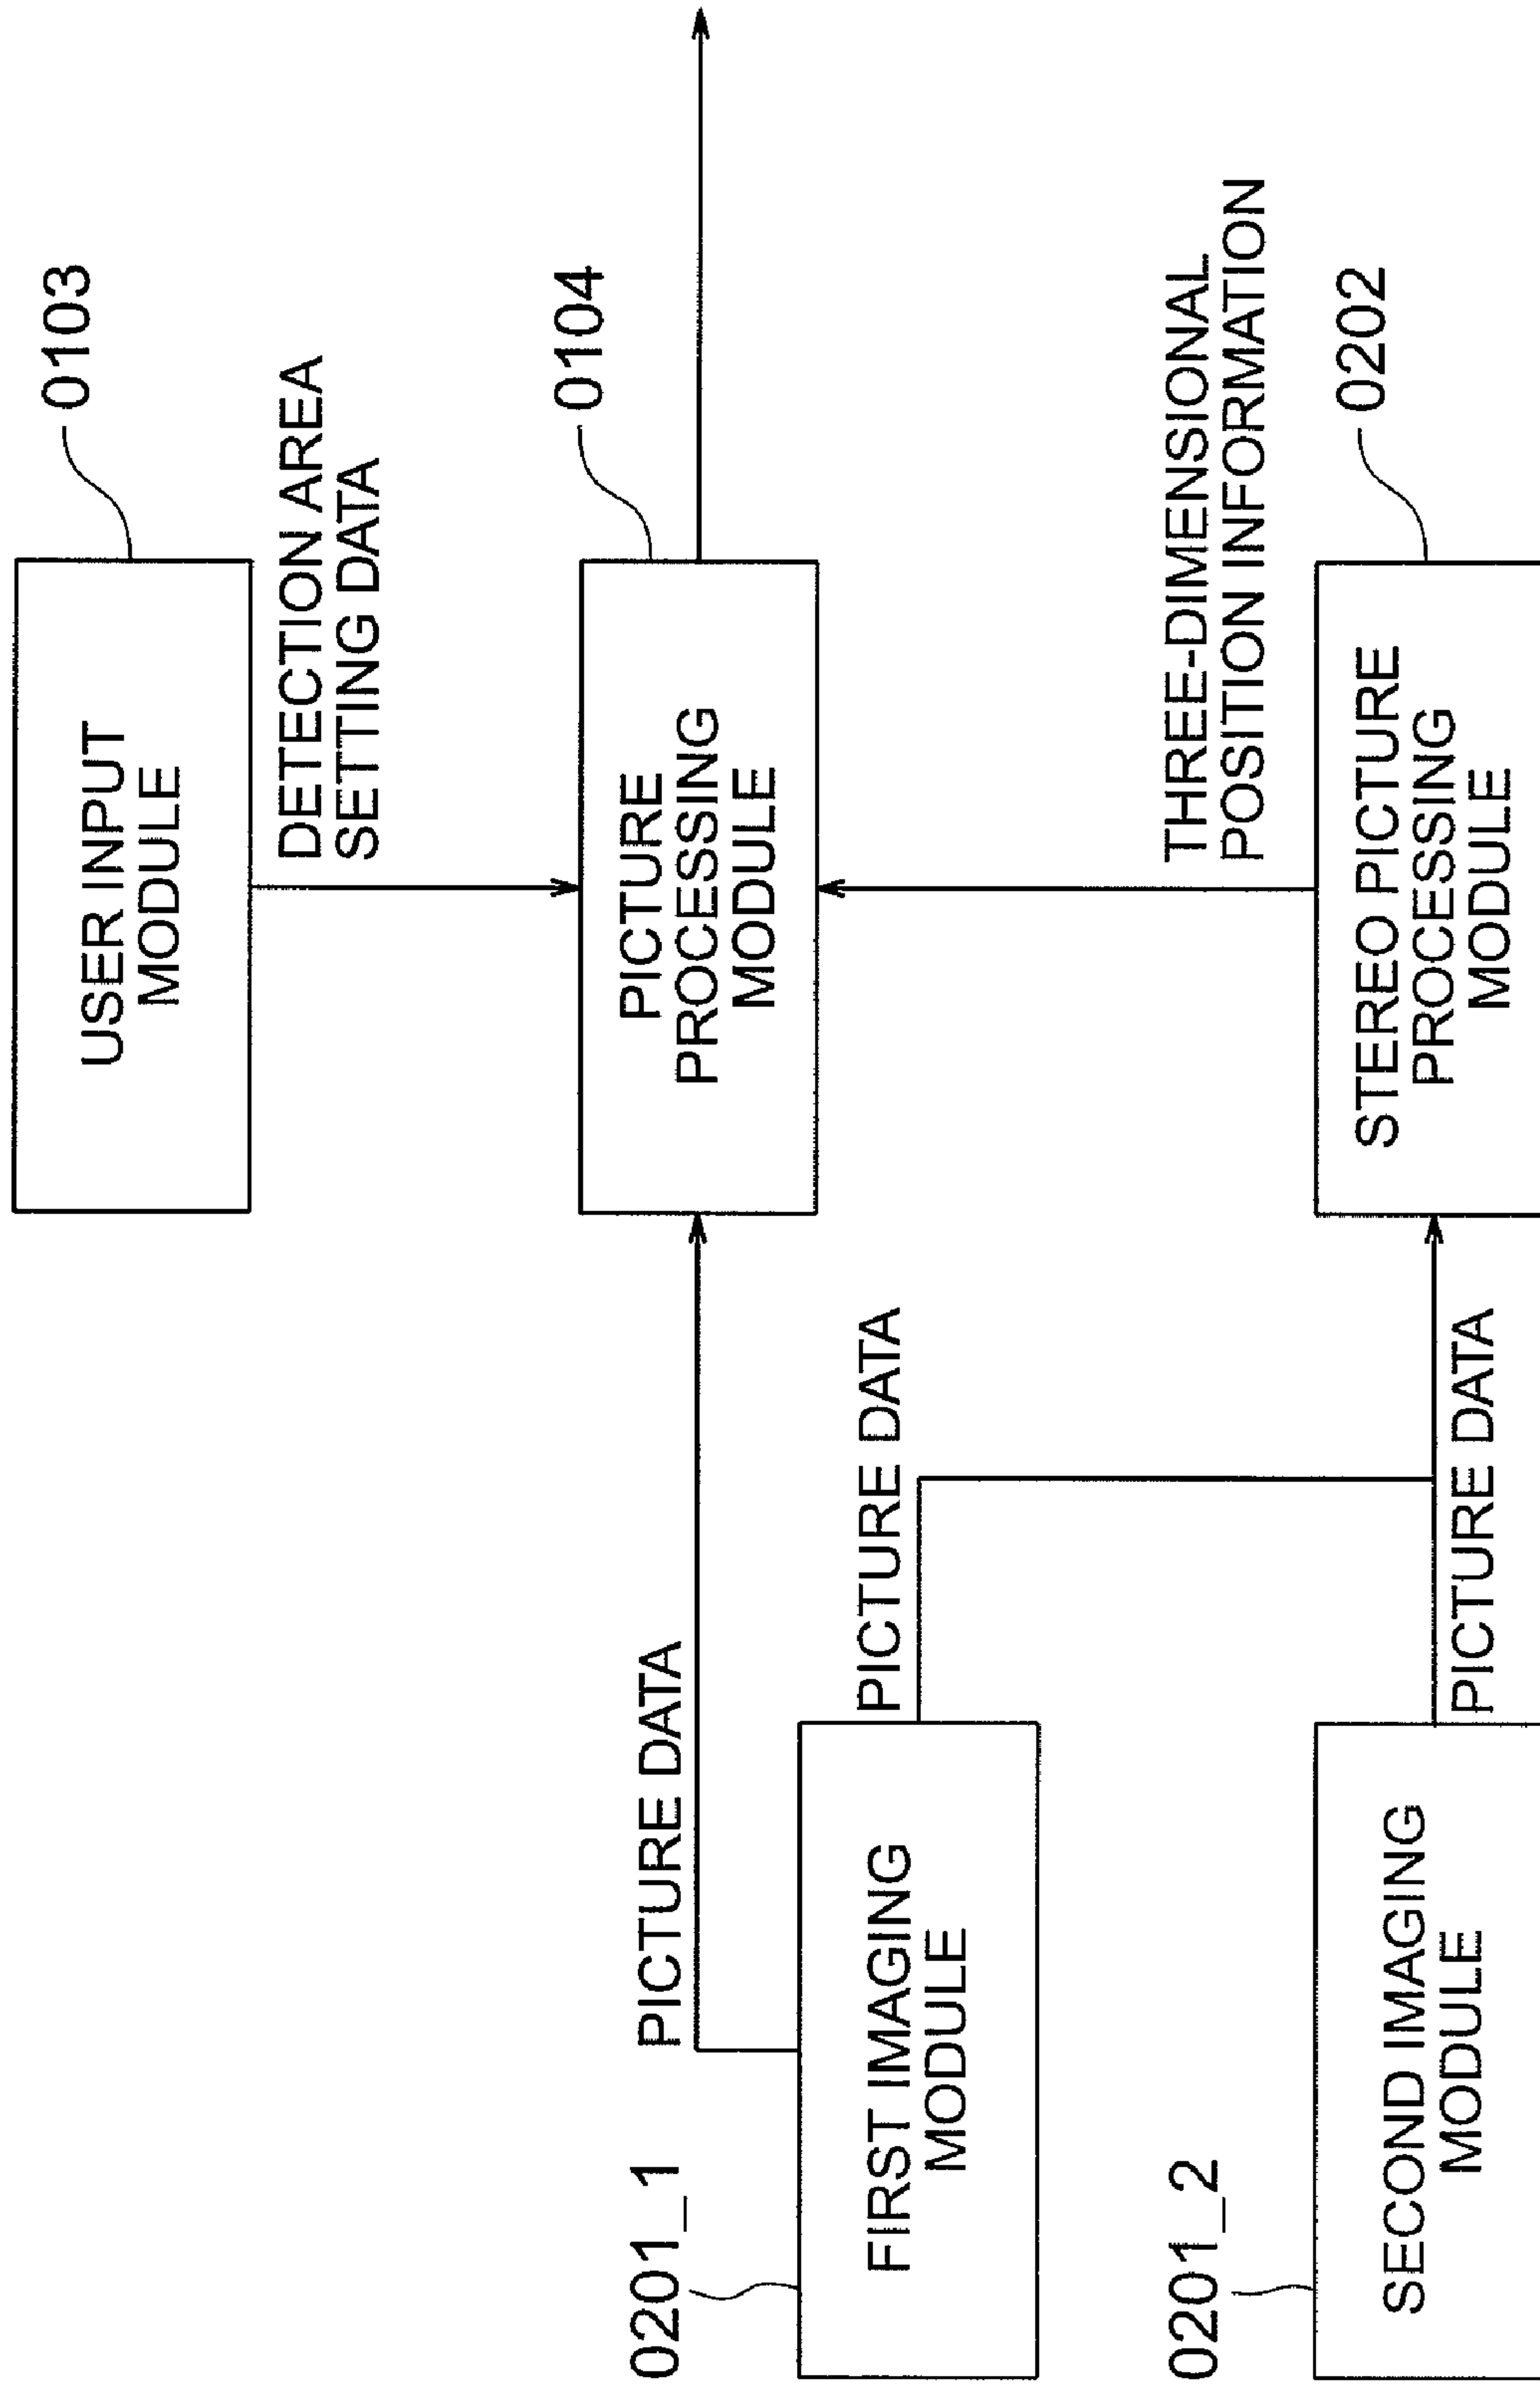 0103
USER INPUT
MODULE
DETECTION AREA
SETTING DATA
0104
PICTURE
PROCESSING
MODULE
PICTURE DATA
0201_1
FIRST IMAGING
MODULE
PICTURE DATA
THREE-DIMENSIONAL
POSITION INFORMATION
0202
STEREO PICTURE
PROCESSING
MODULE
0201_2
SECOND IMAGING
MODULE
PICTURE DATA